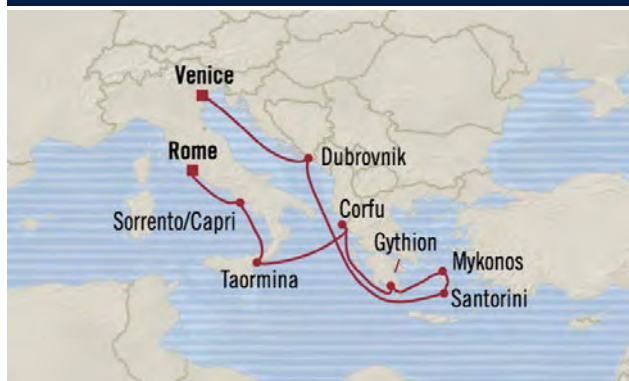 Venice
Rome
Dubrovnik
Sorrento/Capri
Corfu
Gythion
Taormina
Mykonos
Santorini